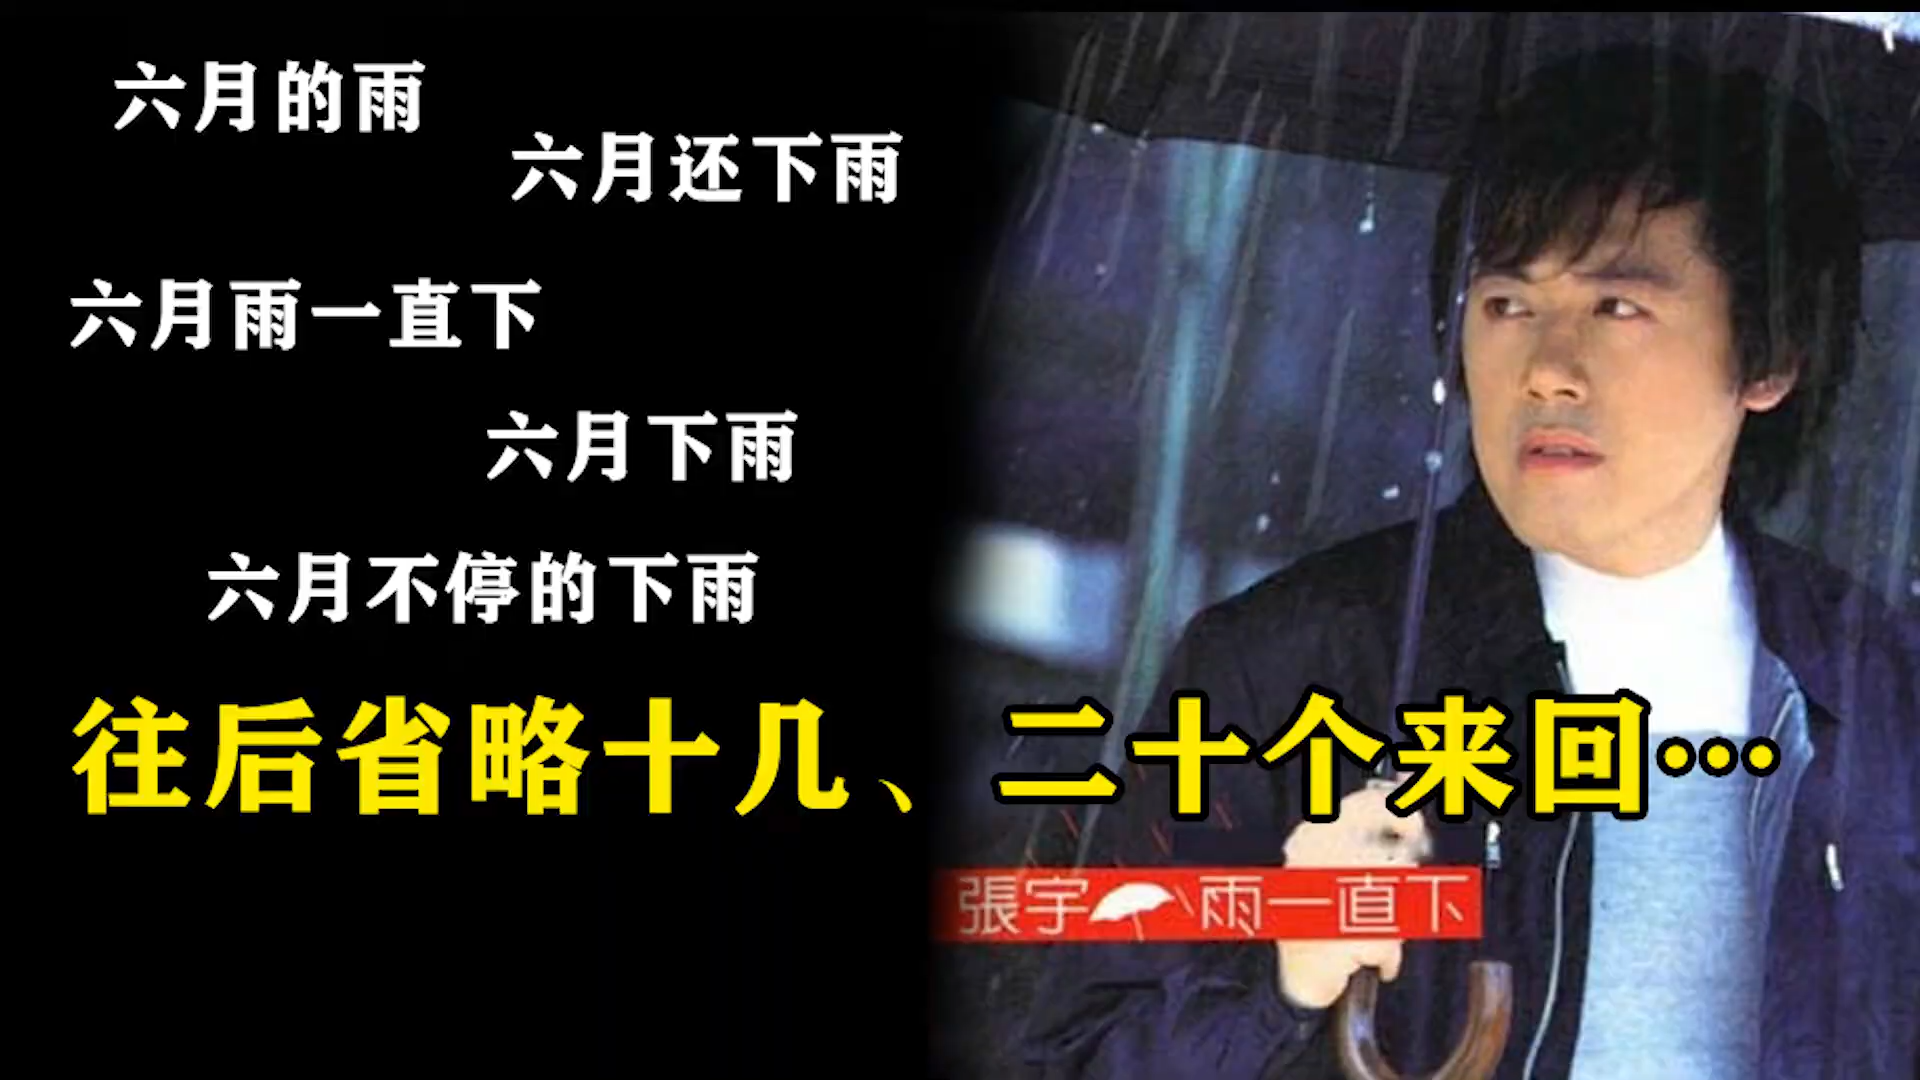 六月的雨
六月还下雨
六月雨一直下
六月下雨
六月不停的下雨
往后省略十几、二十个来回…
張宇 雨一直下